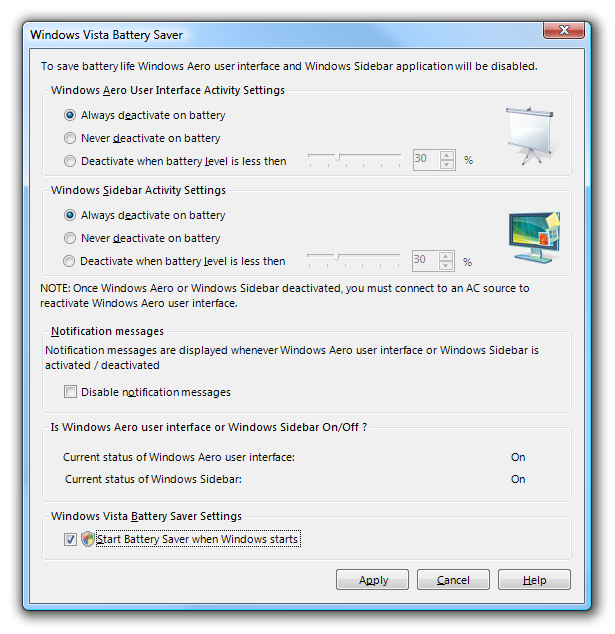 Windows Vista Battery Saver
To save battery life Windows Aero user interface and Windows Sidebar application will be disabled.
Windows Aero User Interface Activity Settings
Always deactivate on battery
Never deactivate on battery
Deactivate when battery level is less then 30 %
Windows Sidebar Activity Settings
Always deactivate on battery
Never deactivate on battery
Deactivate when battery level is less then 30 %
NOTE: Once Windows Aero or Windows Sidebar deactivated, you must connect to an AC source to
reactivate Windows Aero user interface.
Notification messages
Notification messages are displayed whenever Windows Aero user interface or Windows Sidebar is
activated / deactivated
Disable notification messages
Is Windows Aero user interface or Windows Sidebar On/Off ?
Current status of Windows Aero user interface: On
Current status of Windows Sidebar: On
Windows Vista Battery Saver Settings
Start Battery Saver when Windows starts
Apply Cancel Help